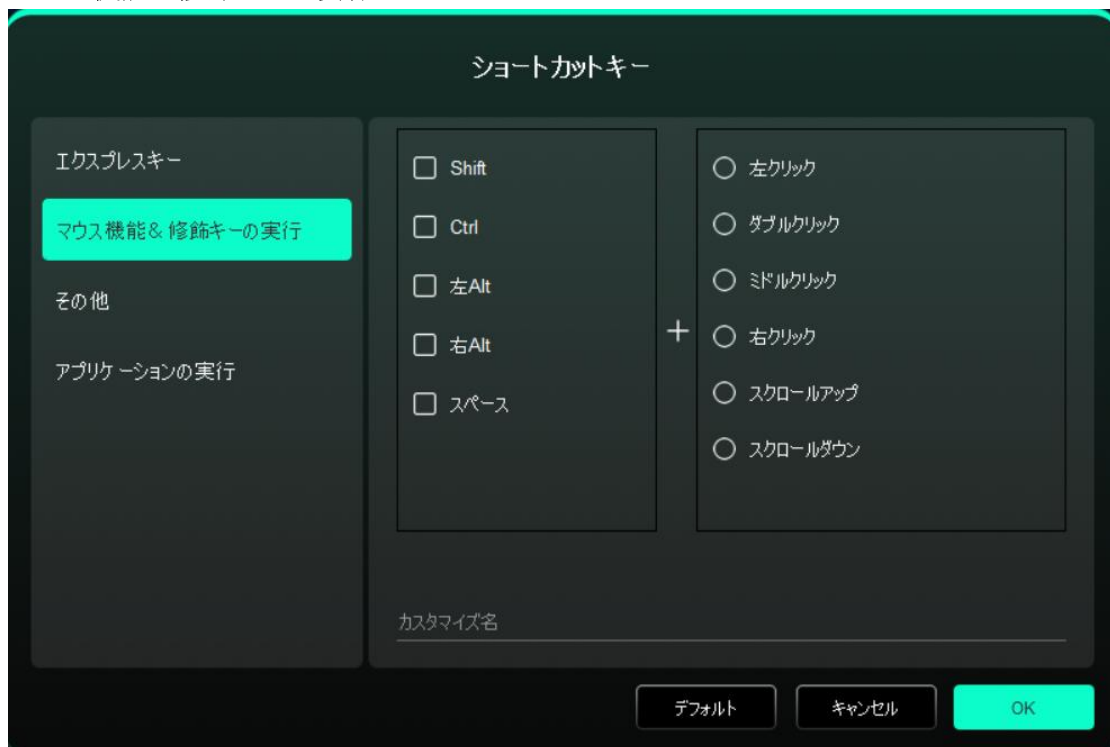 ショートカットキー
エクスプレスキー
マウス機能& 修飾キーの実行
その他
アプリケーションの実行
Shift
Ctrl
左Alt
右Alt
スペース
+
左クリック
ダブルクリック
ミドルクリック
右クリック
スクロールアップ
スクロールダウン
カスタマイズ名
デフォルト
キャンセル
OK